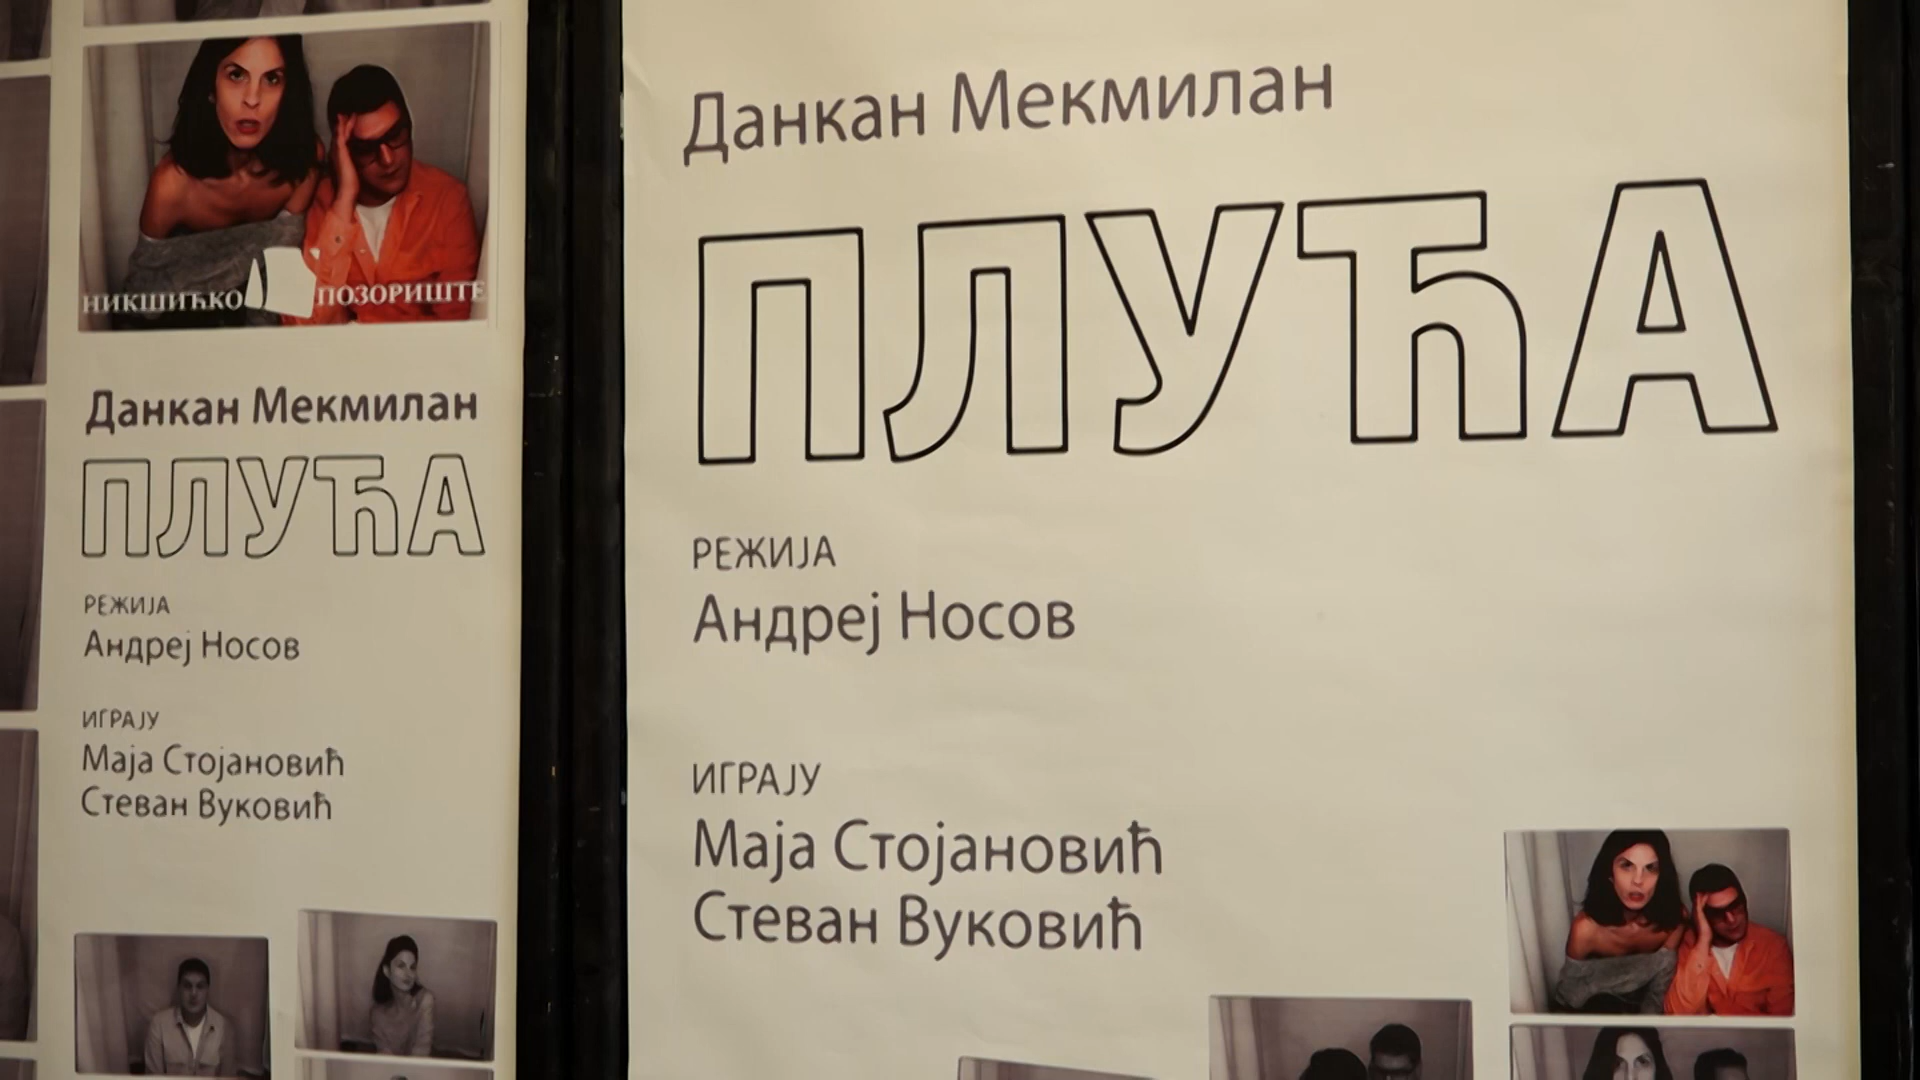 НИКШИЋКО ПОЗОРИШТЕ
Данкан Мекмилан
ПЛУЋА
РЕЖИЈА
Андреј Носов
ИГРАЈУ
Маја Стојановић
Стеван Вуковић
Данкан Мекмилан
ПЛУЋА
РЕЖИЈА
Андреј Носов
ИГРАЈУ
Маја Стојановић
Стеван Вуковић